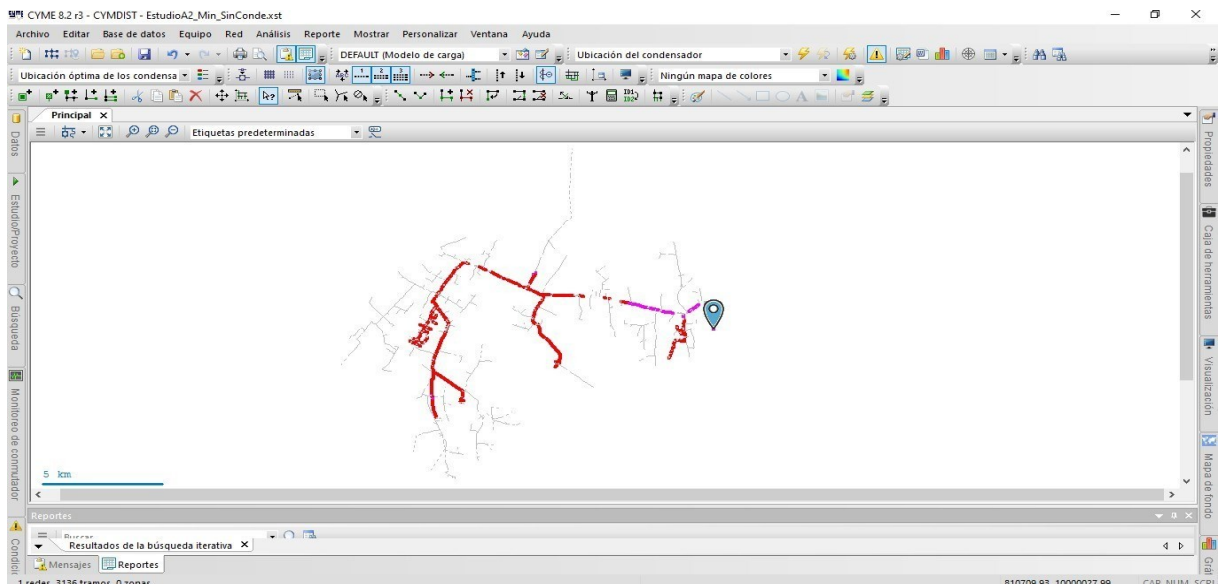 CYME 8.2 r3 - CYMDIST - EstudioA2_Min_SinConde.xst
Archivo Editar Base de datos Equipo Red Análisis Reporte Mostrar Personalizar Ventana Ayuda
DEFAULT (Modelo de carga) Ubicación del condensador
Ubicación óptima de los condensa Ningún mapa de colores
Principal
Etiquetas predeterminadas
Datos
Estudio/Proyecto
Búsqueda
Monitoreo de conmutador
Condici
Propiedades
Caja de herramientas
Visualización
Mapa de fondo
Grái
5 km
Reportes
Buscar
Resultados de la búsqueda iterativa
Mensajes Reportes
1 redes, 3136 tramos, 0 zonas 810709.93, 10000027.99 CAP NUM SCRL